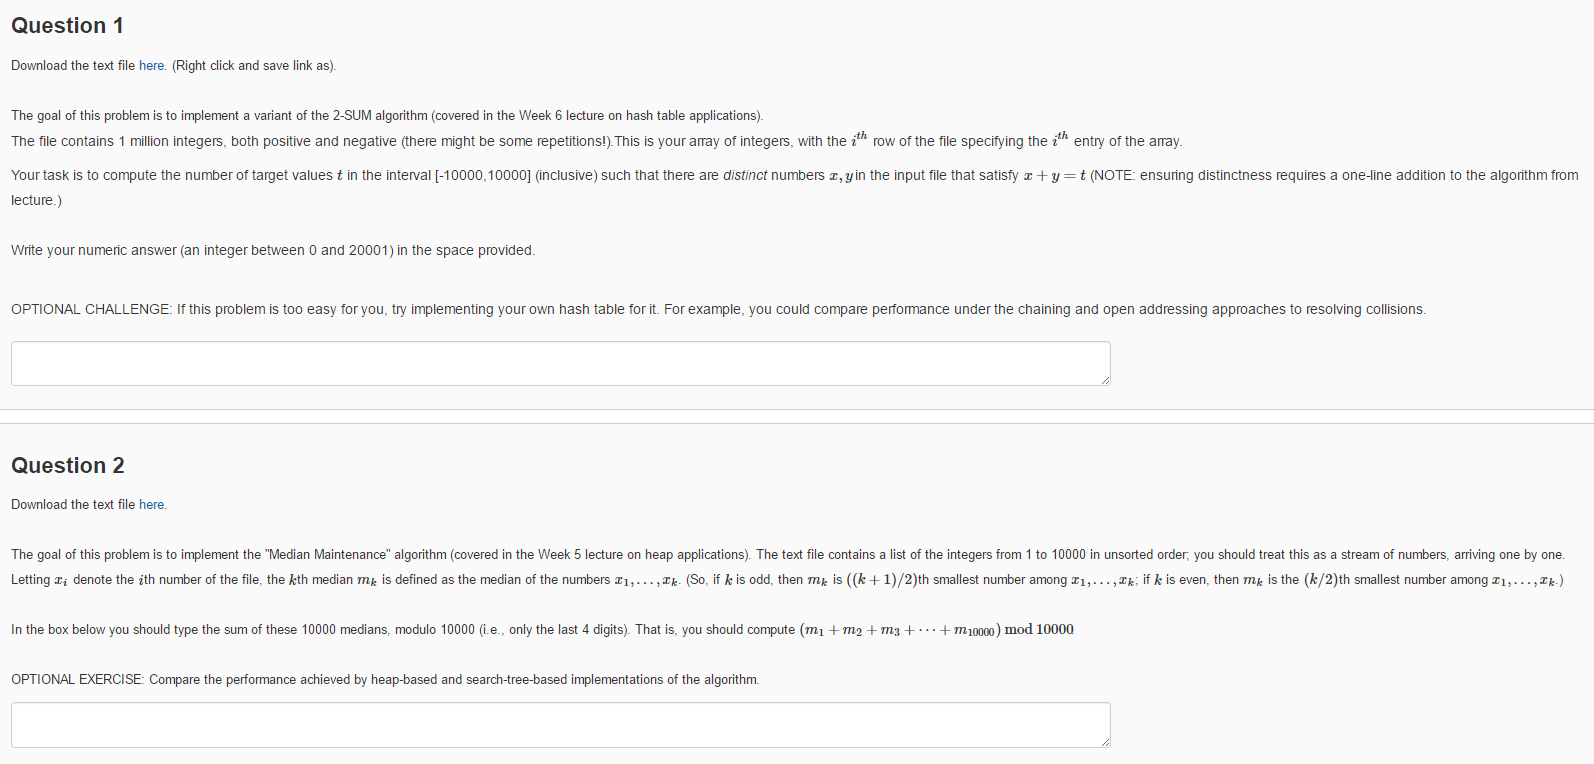 Question 1
Download the text file here. (Right click and save link as).
The goal of this problem is to implement a variant of the 2-SUM algorithm (covered in the Week 6 lecture on hash table applications).
The file contains 1 million integers, both positive and negative (there might be some repetitions!).This is your array of integers, with the i^th row of the file specifying the i^th entry of the array.
Your task is to compute the number of target values t in the interval [-10000,10000] (inclusive) such that there are distinct numbers x, y in the input file that satisfy x + y = t (NOTE: ensuring distinctness requires a one-line addition to the algorithm from
lecture.)
Write your numeric answer (an integer between 0 and 20001) in the space provided.
OPTIONAL CHALLENGE: If this problem is too easy for you, try implementing your own hash table for it. For example, you could compare performance under the chaining and open addressing approaches to resolving collisions.
Question 2
Download the text file here.
The goal of this problem is to implement the "Median Maintenance" algorithm (covered in the Week 5 lecture on heap applications). The text file contains a list of the integers from 1 to 10000 in unsorted order; you should treat this as a stream of numbers, arriving one by one.
Letting x_i denote the ith number of the file, the kth median m_k is defined as the median of the numbers x_1, . . . , x_k. (So, if k is odd, then m_k is ((k + 1)/2)th smallest number among x_1, . . . , x_k; if k is even, then m_k is the (k/2)th smallest number among x_1, . . . , x_k.)
In the box below you should type the sum of these 10000 medians, modulo 10000 (i.e., only the last 4 digits). That is, you should compute (m_1 + m_2 + m_3 + · · · + m_10000) mod 10000
OPTIONAL EXERCISE: Compare the performance achieved by heap-based and search-tree-based implementations of the algorithm.